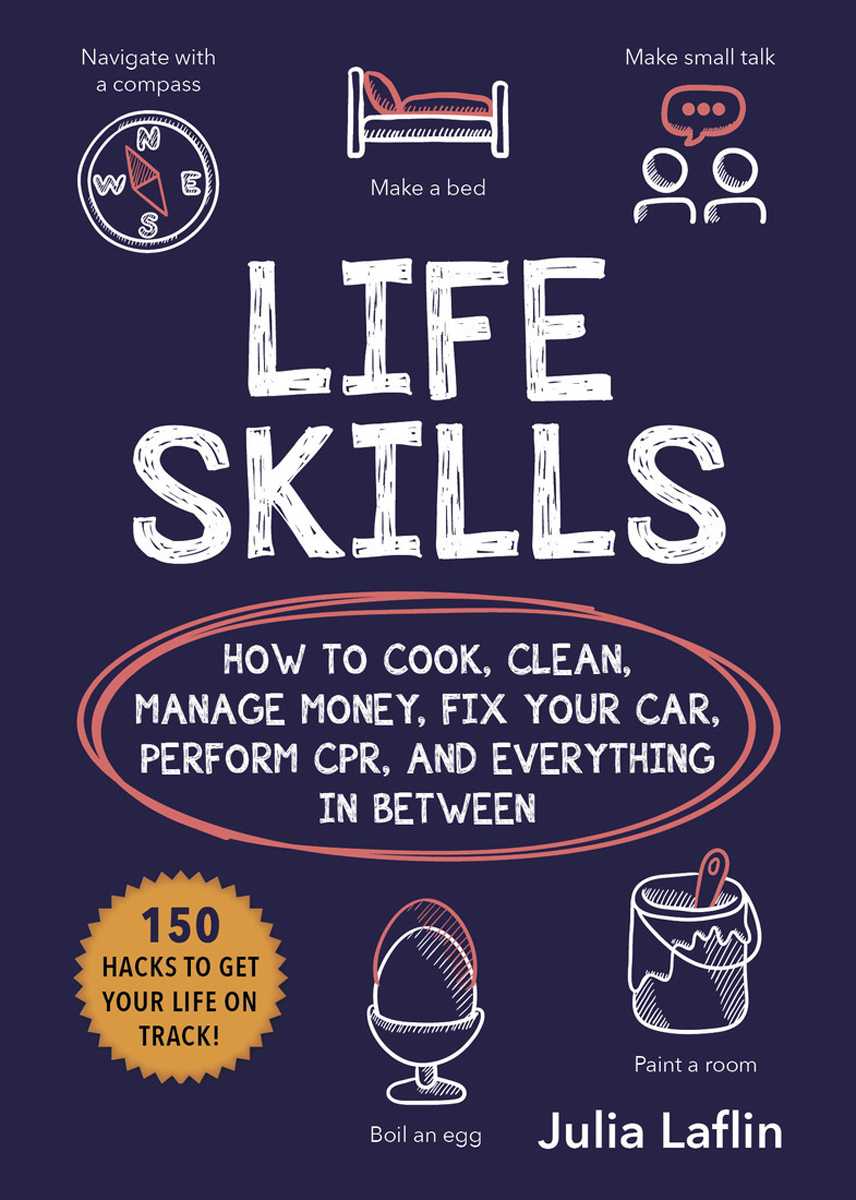 Navigate with
a compass
N
W E
S
Make a bed
Make small talk
LIFE
SKILLS
HOW TO COOK, CLEAN,
MANAGE MONEY, FIX YOUR CAR,
PERFORM CPR, AND EVERYTHING
IN BETWEEN
150
HACKS TO GET
YOUR LIFE ON
TRACK!
Boil an egg
Paint a room
Julia Laflin